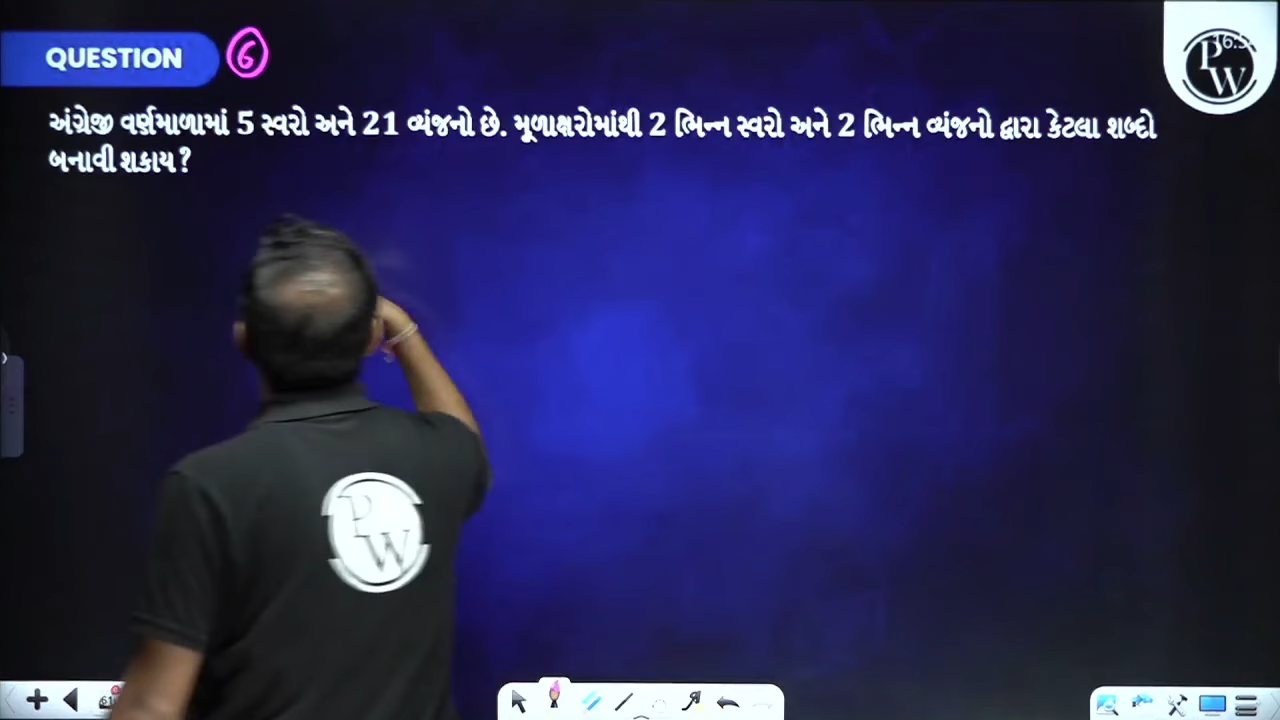 QUESTION 6
અંગ્રેજી વર્ણમાળામાં 5 સ્વરો અને 21 વ્યંજનો છે. મૂળાક્ષરોમાંથી 2 ભિન્ન સ્વરો અને 2 ભિન્ન વ્યંજનો દ્વારા કેટલા શબ્દો
બનાવી શકાય?
P
W
P
W